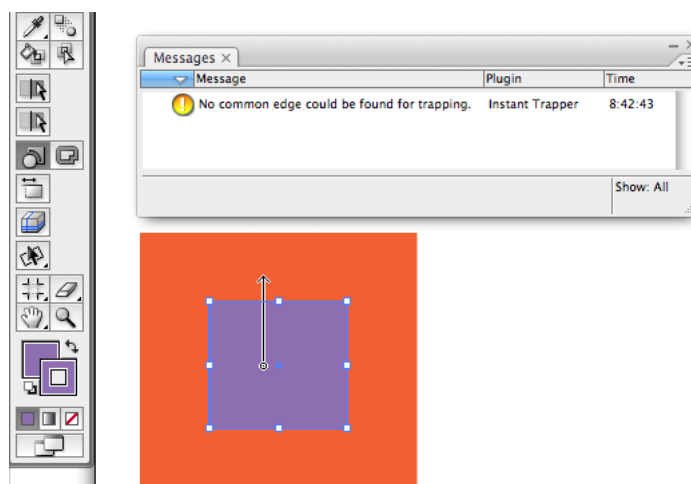 Messages ×
Message Plugin Time
No common edge could be found for trapping. Instant Trapper 8:42:43
Show: All